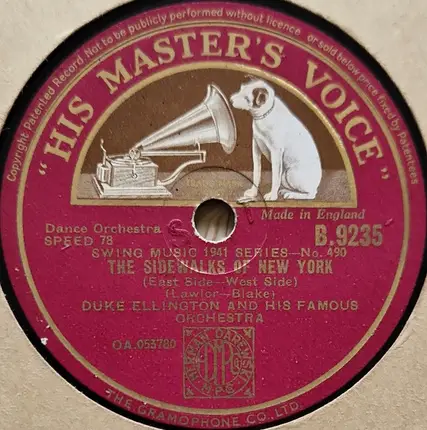 Copyright Patented Record. Not to be publicly performed without licence or sold below price fixed by Patentees
"HIS MASTER'S VOICE"
Made in England
Dance Orchestra
SPEED 78
B.9235
SWING MUSIC 1941 SERIES—No. 490
THE SIDEWALKS OF NEW YORK
(East Side—West Side)
(Lawlor—Blake)
DUKE ELLINGTON AND HIS FAMOUS
ORCHESTRA
OA.053780
THE GRAMOPHONE CO., LTD.